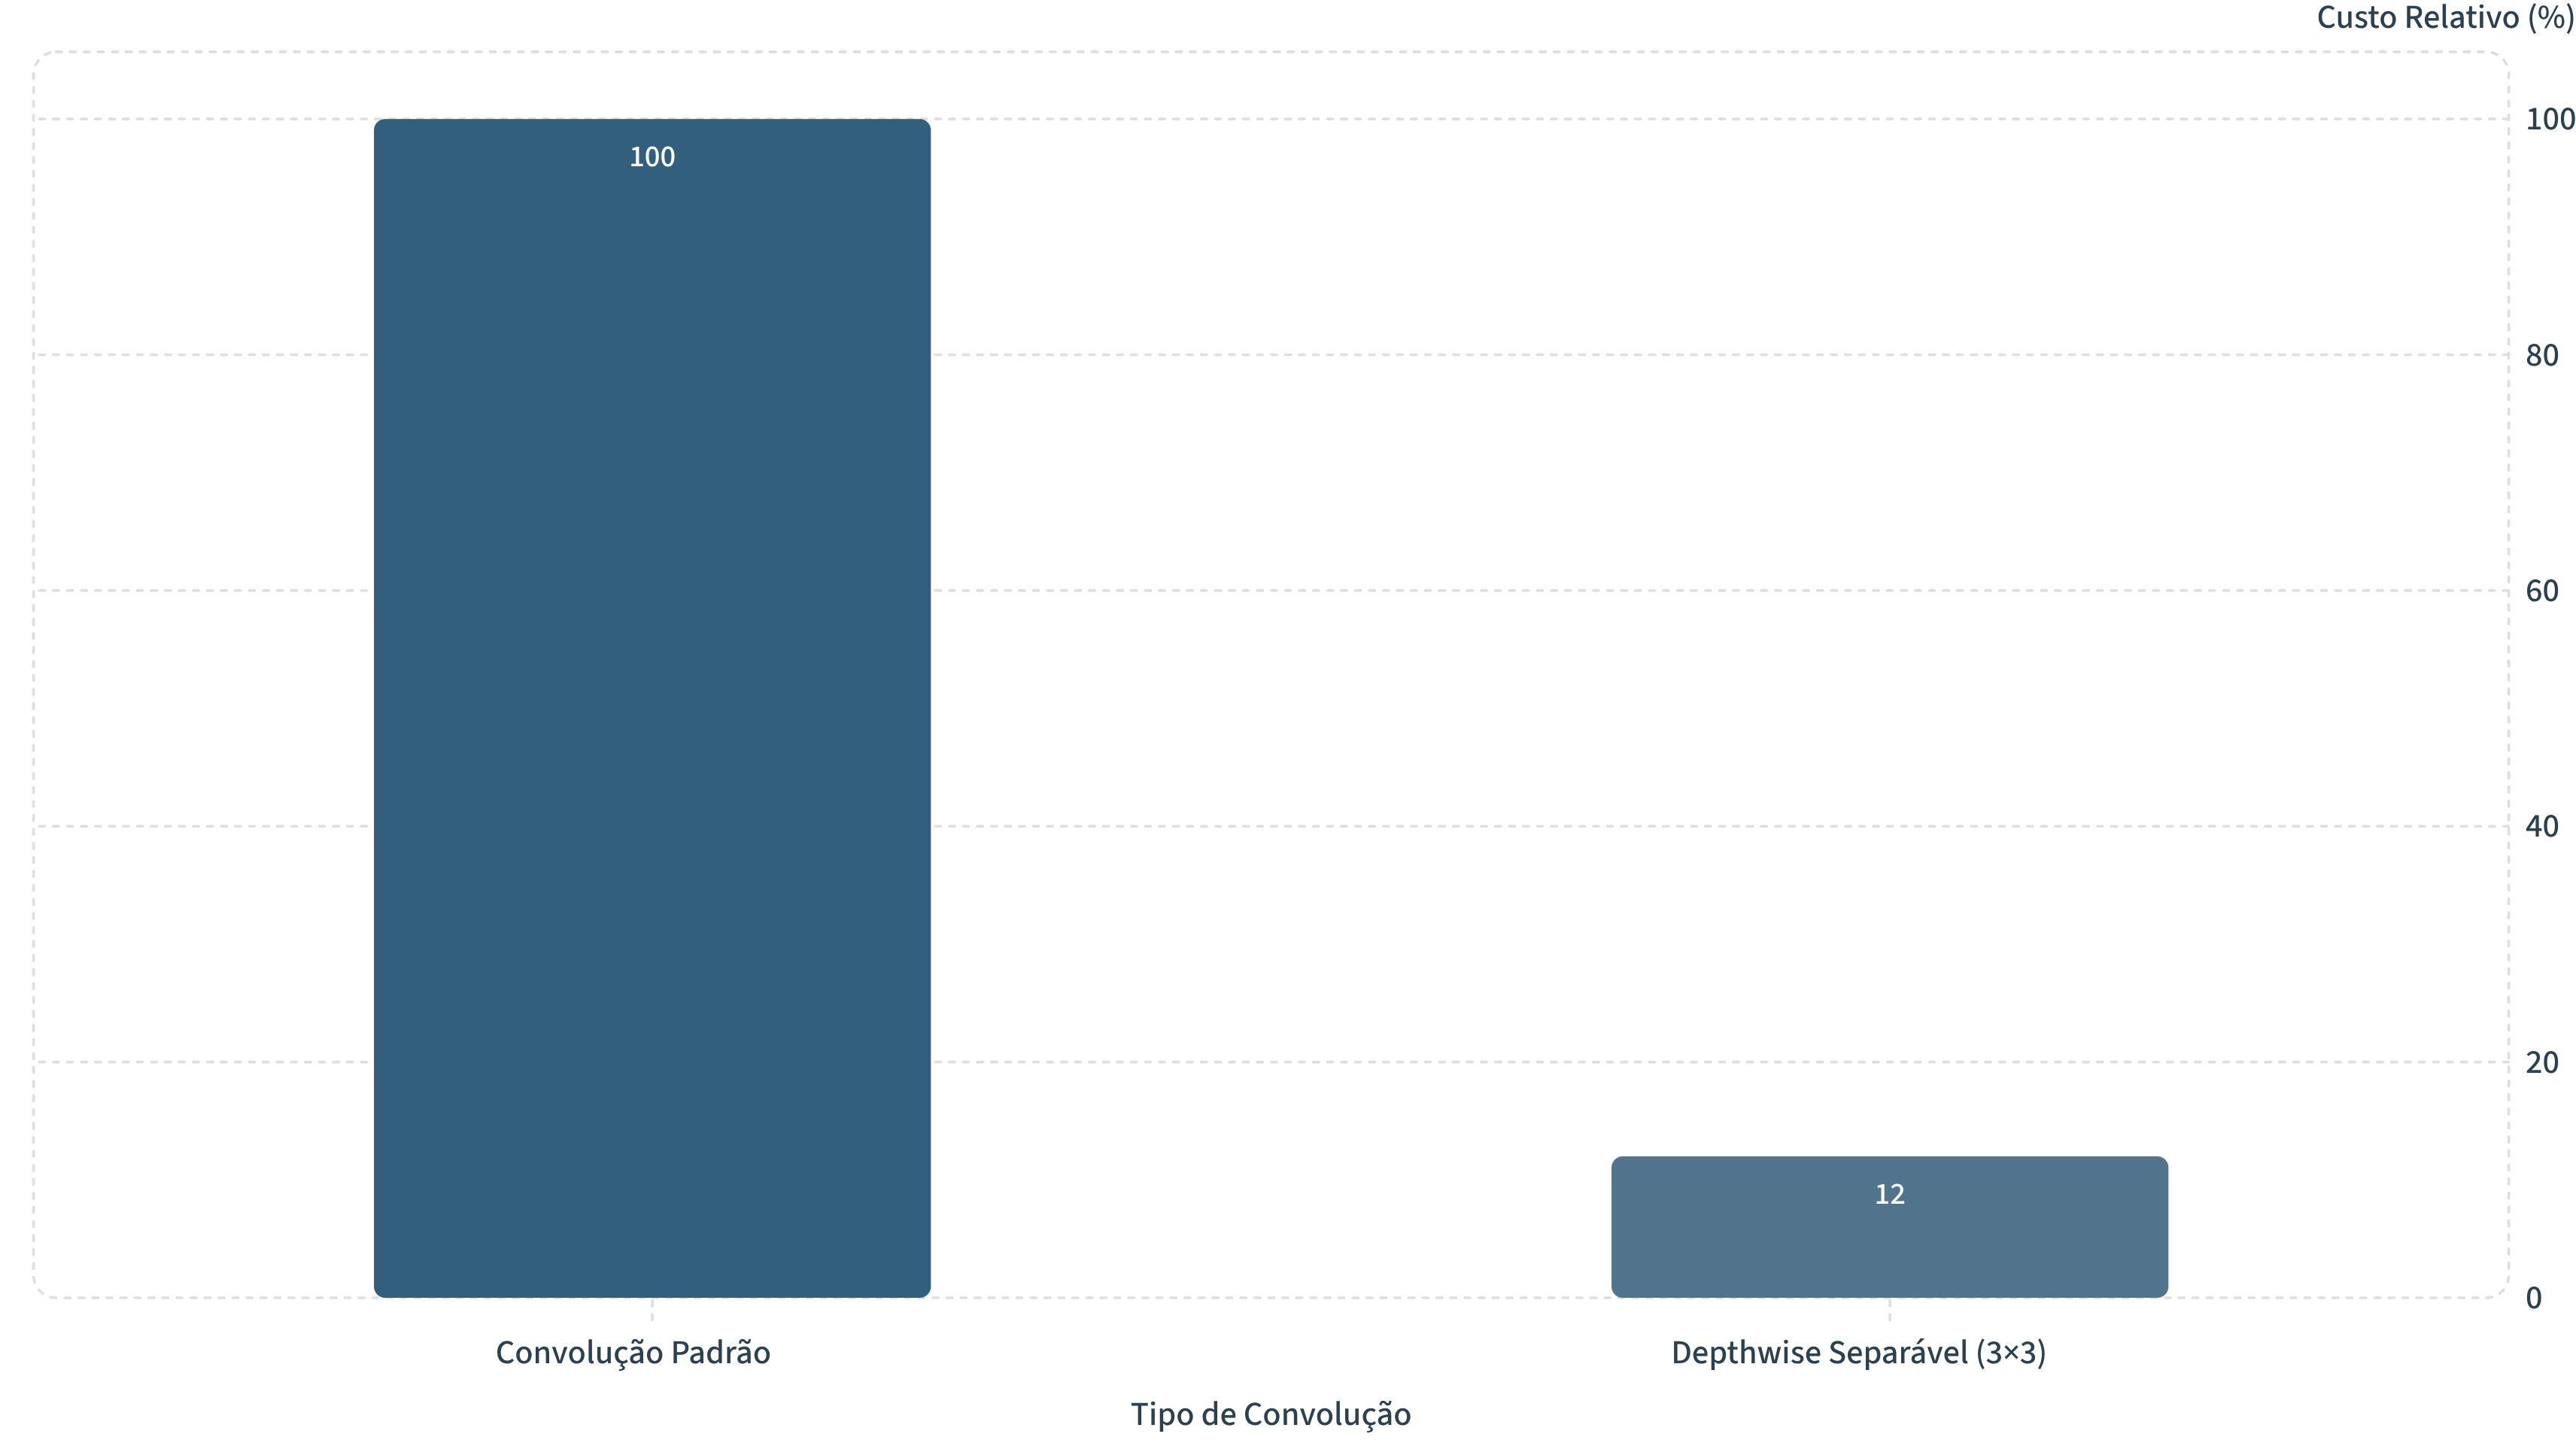 Custo Relativo (%)
100
100
80
60
40
20
12
0
Convolução Padrão
Depthwise Separável (3×3)
Tipo de Convolução